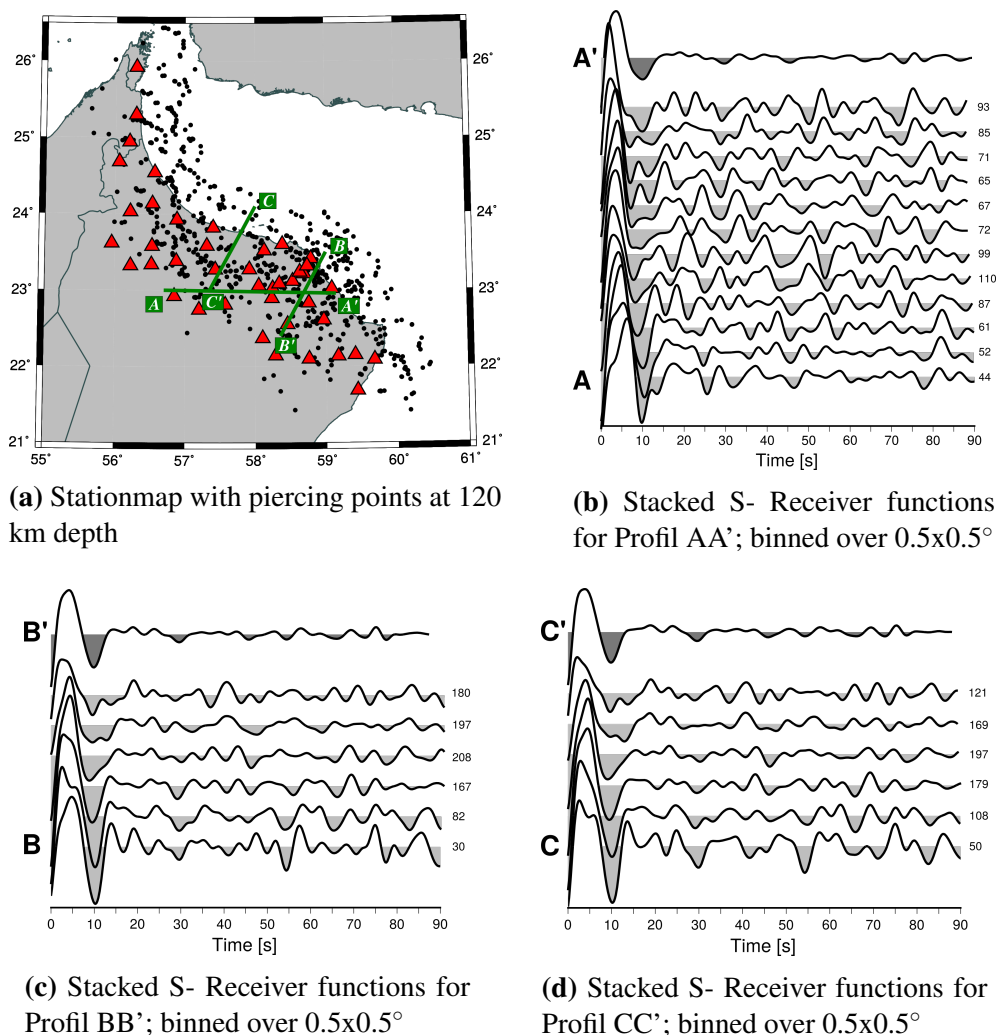 26˚
25˚
24˚
23˚
22˚
21˚
26˚
25˚
24˚
23˚
22˚
21˚
55˚ 56˚ 57˚ 58˚ 59˚ 60˚ 61˚
A
A'
B
B'
C
C'
(a) Stationmap with piercing points at 120
km depth
A'
93
85
71
65
67
72
99
110
87
61
52
A
44
0 10 20 30 40 50 60 70 80 90
Time [s]
(b) Stacked S- Receiver functions
for Profil AA’; binned over 0.5x0.5°
B'
180
197
208
167
82
B
30
0 10 20 30 40 50 60 70 80 90
Time [s]
(c) Stacked S- Receiver functions for
Profil BB’; binned over 0.5x0.5°
C'
121
169
197
179
108
C
50
0 10 20 30 40 50 60 70 80 90
Time [s]
(d) Stacked S- Receiver functions for
Profil CC’; binned over 0.5x0.5°